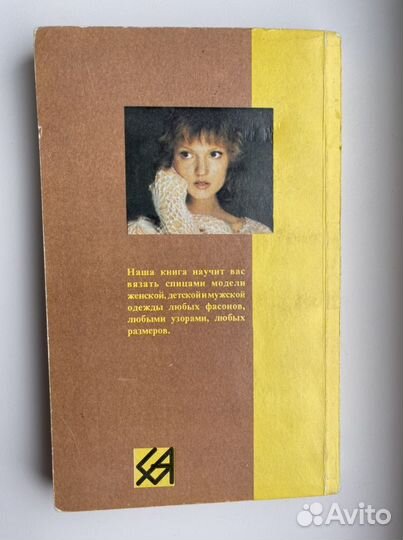 Наша книга научит вас
вязать спицами модели
женской, детской и мужской
одежды любых фасонов,
любыми узорами, любых
размеров.
Avito